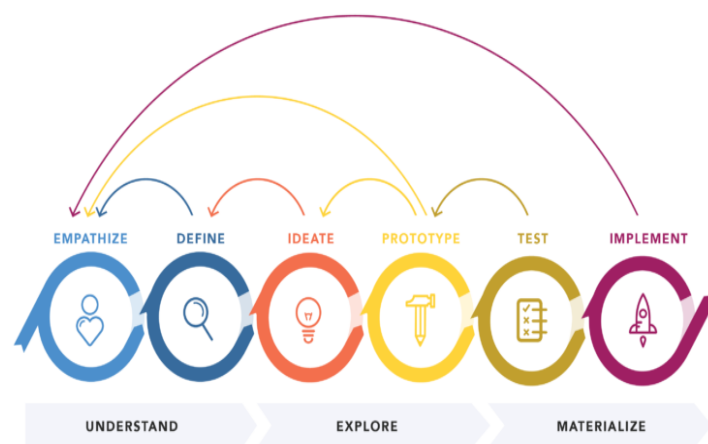 EMPATHIZE DEFINE IDEATE PROTOTYPE TEST IMPLEMENT
UNDERSTAND EXPLORE MATERIALIZE